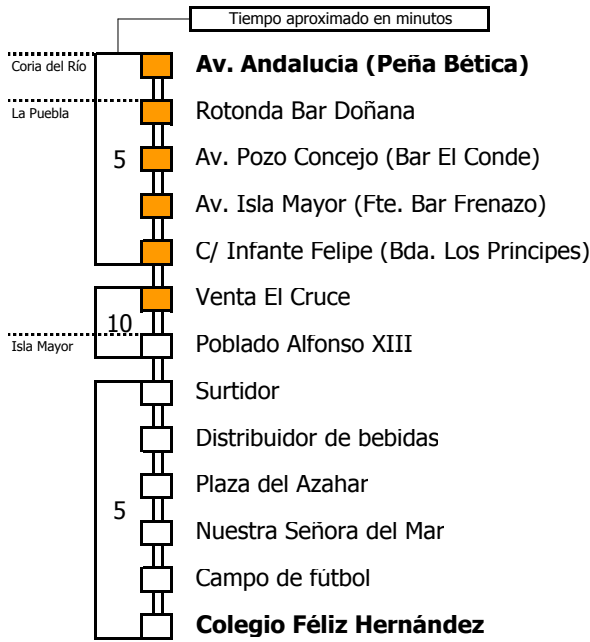 Tiempo aproximado en minutos
Coria del Río
Av. Andalucía (Peña Bética)
La Puebla
Rotonda Bar Doñana
5
Av. Pozo Concejo (Bar El Conde)
Av. Isla Mayor (Fte. Bar Frenazo)
C/ Infante Felipe (Bda. Los Principes)
Venta El Cruce
10
Isla Mayor
Poblado Alfonso XIII
Surtidor
Distribuidor de bebidas
Plaza del Azahar
5
Nuestra Señora del Mar
Campo de fútbol
Colegio Féliz Hernández